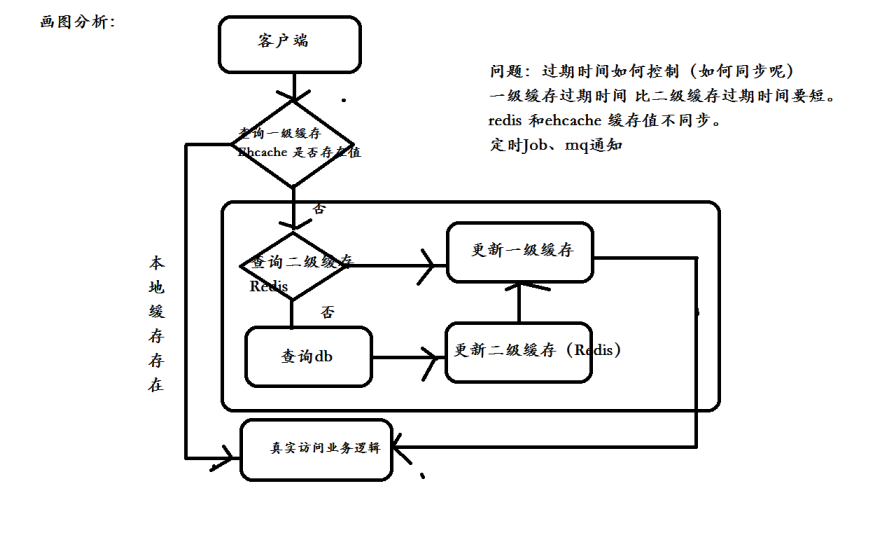 画图分析：
客户端
问题：过期时间如何控制（如何同步呢）
一级缓存过期时间 比二级缓存过期时间要短。
redis 和ehcache 缓存值不同步。
定时Job、mq通知
查询一级缓存
Ehcache 是否存在值
否
本地缓存存在
查询二级缓存
Redis
更新一级缓存
否
查询db
更新二级缓存（Redis）
真实访问业务逻辑